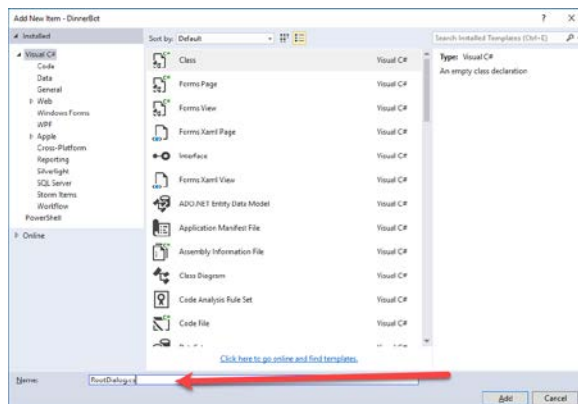 Add New Item - DinnerBot
? X
Installed
Sort by: Default
Search Installed Templates (Ctrl+E)
Visual C#
Code
Data
General
Web
Windows Forms
WPF
Apple
Cross-Platform
Reporting
Silverlight
SQL Server
Storm Items
Workflow
PowerShell
Online
Class Visual C#
Forms Page Visual C#
Forms View Visual C#
Forms Xaml Page Visual C#
Interface Visual C#
Forms Xaml View Visual C#
ADO.NET Entity Data Model Visual C#
Application Manifest File Visual C#
Assembly Information File Visual C#
Class Diagram Visual C#
Code Analysis Rule Set Visual C#
Code File Visual C#
Type: Visual C#
An empty class declaration
Click here to go online and find templates.
Name:
Add Cancel